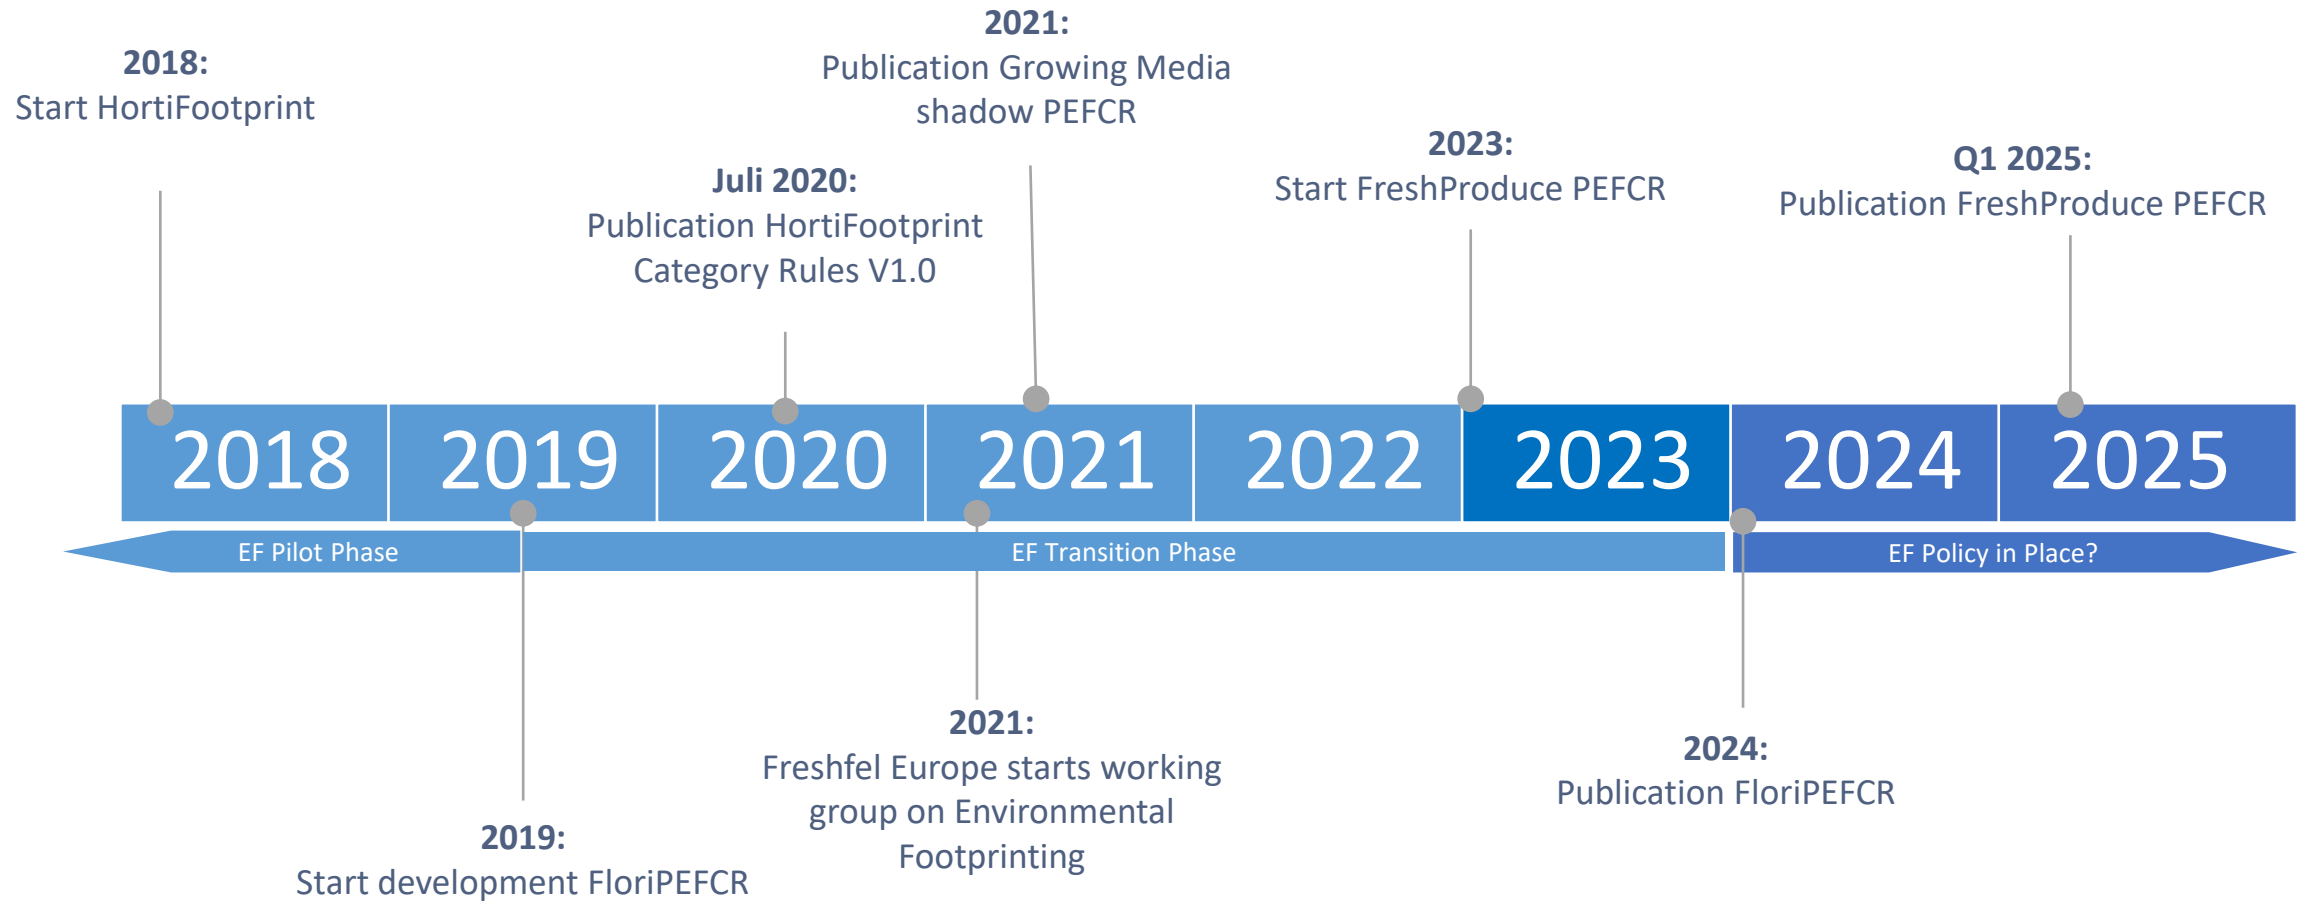 2018:
Start HortiFootprint
Juli 2020:
Publication HortiFootprint
Category Rules V1.0
2021:
Publication Growing Media
shadow PEFCR
2023:
Start FreshProduce PEFCR
Q1 2025:
Publication FreshProduce PEFCR
2018 2019 2020 2021 2022 2023 2024 2025
EF Pilot Phase EF Transition Phase EF Policy in Place?
2019:
Start development FloriPEFCR
2021:
Freshfel Europe starts working
group on Environmental
Footprinting
2024:
Publication FloriPEFCR